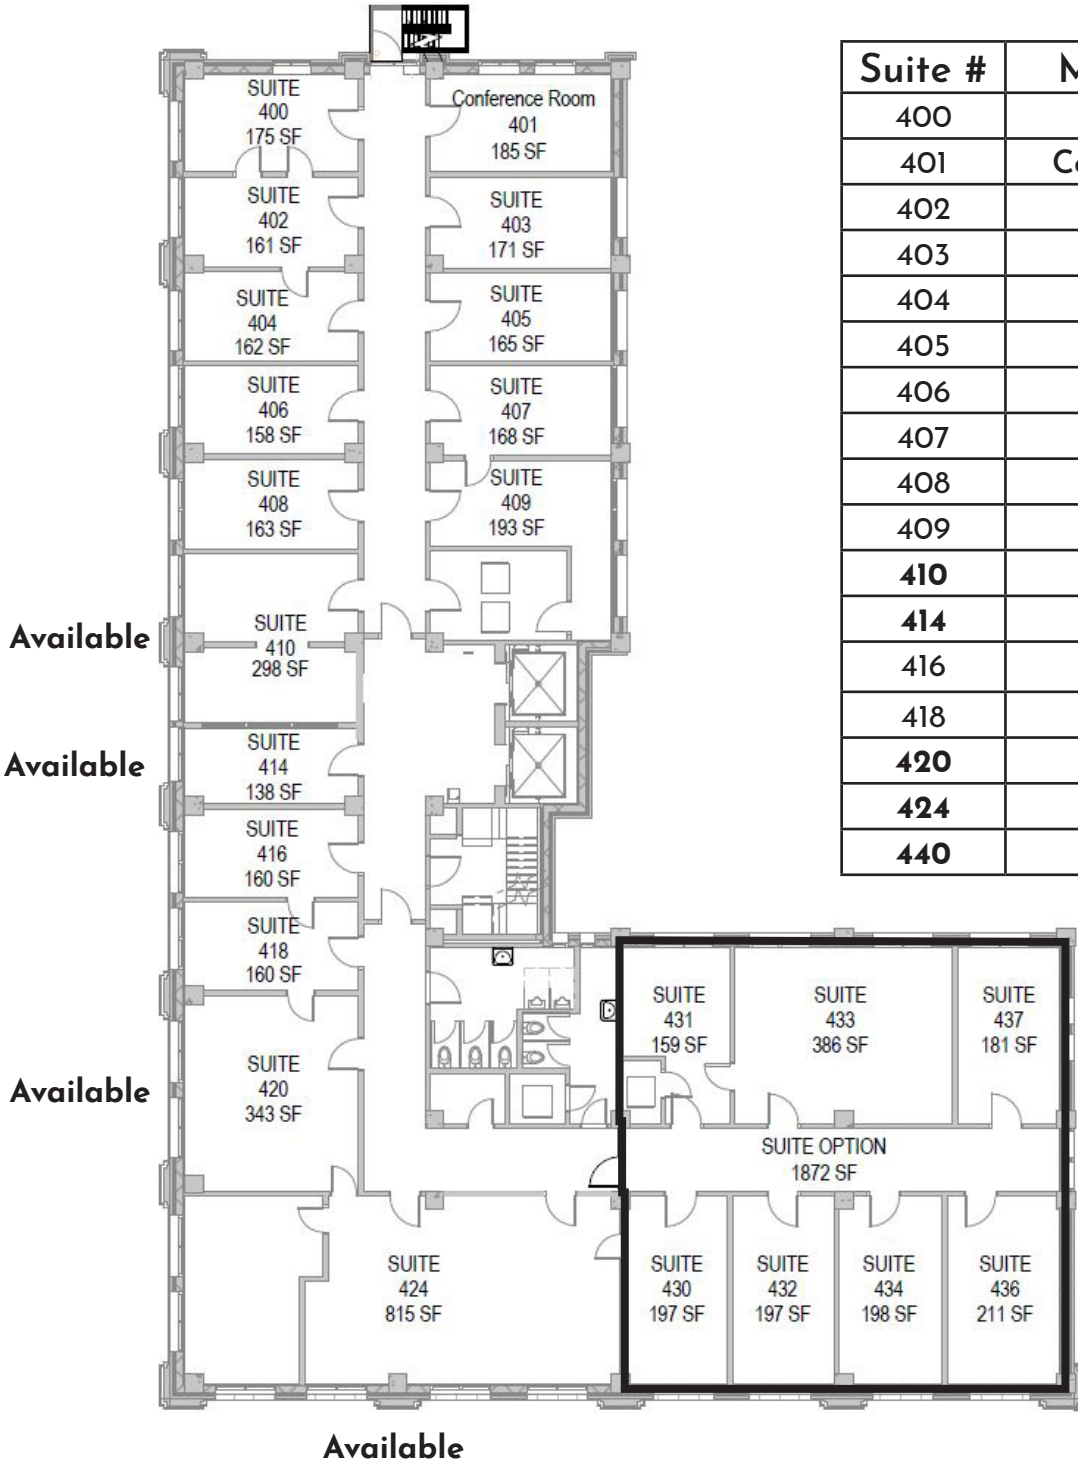 SUITE
400
175 SF
Conference Room
401
185 SF
SUITE
402
161 SF
SUITE
403
171 SF
SUITE
404
162 SF
SUITE
405
165 SF
SUITE
406
158 SF
SUITE
407
168 SF
SUITE
408
163 SF
SUITE
409
193 SF
Available
SUITE
410
298 SF
Available
SUITE
414
138 SF
SUITE
416
160 SF
SUITE
418
160 SF
Available
SUITE
420
343 SF
SUITE
431
159 SF
SUITE
433
386 SF
SUITE
437
181 SF
SUITE OPTION
1872 SF
SUITE
424
815 SF
SUITE
430
197 SF
SUITE
432
197 SF
SUITE
434
198 SF
SUITE
436
211 SF
Available
Suite # M
400
401 Co
402
403
404
405
406
407
408
409
410
414
416
418
420
424
440